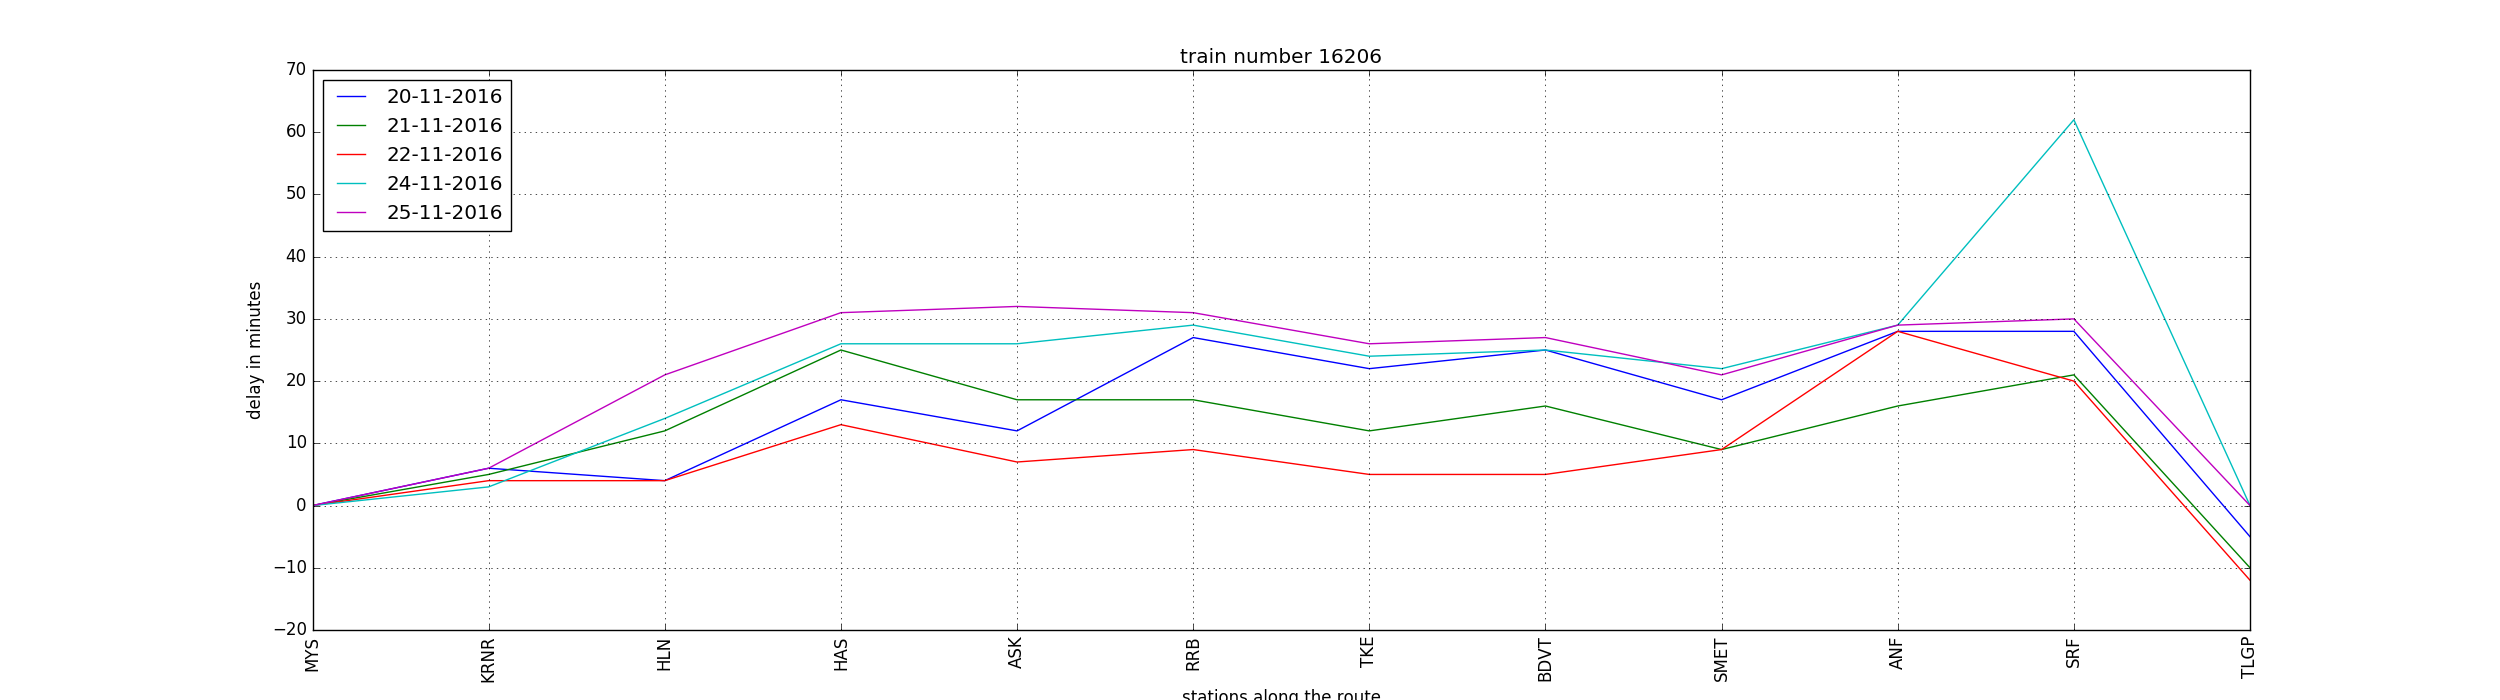 train number 16206
70
60
50
40
30
20
10
0
−10
−20
delay in minutes
20-11-2016
21-11-2016
22-11-2016
24-11-2016
25-11-2016
MYS
KRNR
HLN
HAS
ASK
RRB
TKE
BDVT
SMET
ANF
SRF
TLGP
stations along the route